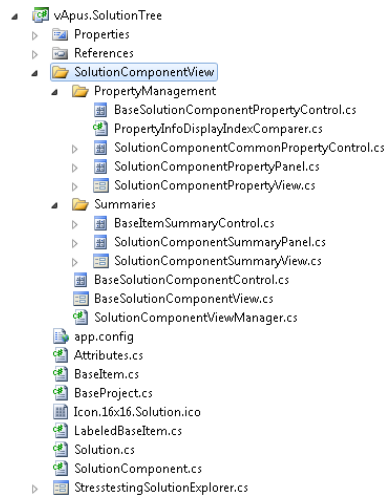 vApus.SolutionTree
Properties
References
SolutionComponentView
PropertyManagement
BaseSolutionComponentPropertyControl.cs
PropertyInfoDisplayIndexComparer.cs
SolutionComponentCommonPropertyControl.cs
SolutionComponentPropertyPanel.cs
SolutionComponentPropertyView.cs
Summaries
BaseItemSummaryControl.cs
SolutionComponentSummaryPanel.cs
SolutionComponentSummaryView.cs
BaseSolutionComponentControl.cs
BaseSolutionComponentView.cs
SolutionComponentViewManager.cs
app.config
Attributes.cs
BaseItem.cs
BaseProject.cs
Icon.16x16.Solution.ico
LabeledBaseItem.cs
Solution.cs
SolutionComponent.cs
StresstestingSolutionExplorer.cs